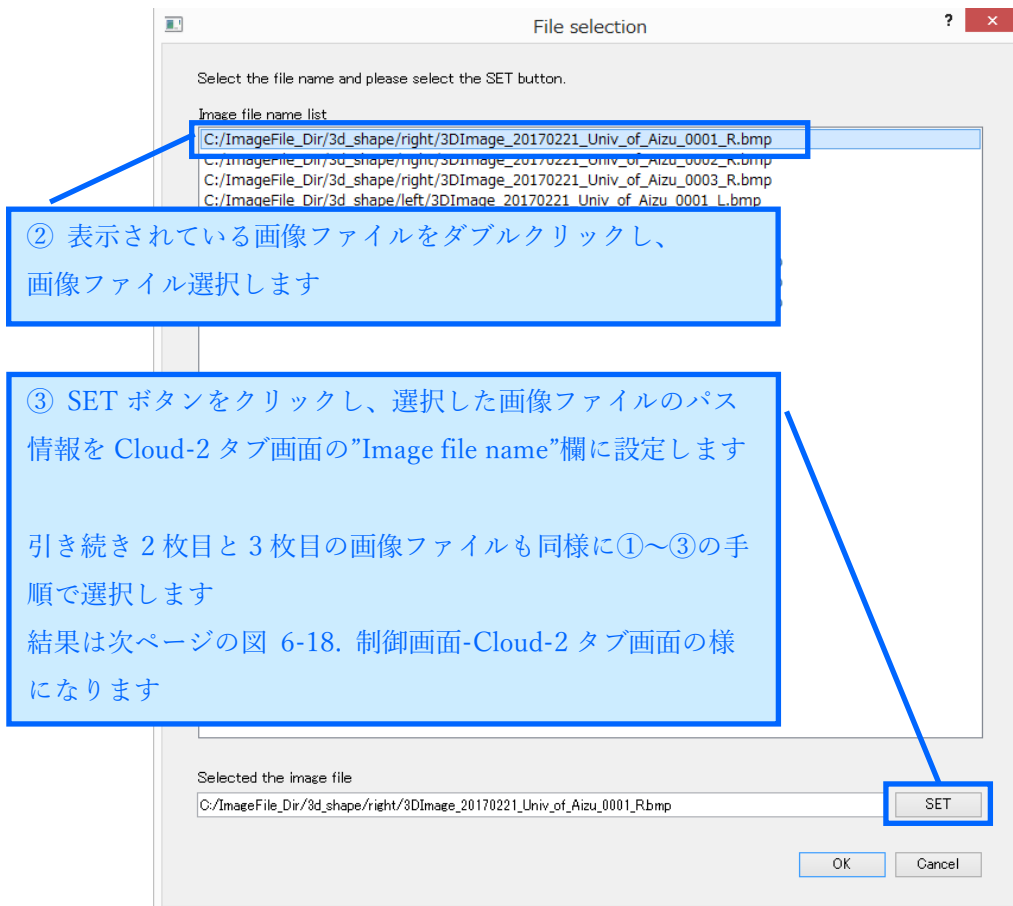 File selection
?
×
Select the file name and please select the SET button.
Image file name list
C:/ImageFile_Dir/3d_shape/right/3DImage_20170221_Univ_of_Aizu_0001_R.bmp
C:/ImageFile_Dir/3d_shape/right/3DImage_20170221_Univ_of_Aizu_0002_R.bmp
C:/ImageFile_Dir/3d_shape/right/3DImage_20170221_Univ_of_Aizu_0003_R.bmp
C:/ImageFile_Dir/3d_shape/left/3DImage_20170221_Univ_of_Aizu_0001_L.bmp
② 表示されている画像ファイルをダブルクリックし、
画像ファイル選択します
③ SET ボタンをクリックし、選択した画像ファイルのパス
情報を Cloud-2 タブ画面の”Image file name”欄に設定します
引き続き 2 枚目と 3 枚目の画像ファイルも同様に①～③の手
順で選択します
結果は次ページの図 6-18. 制御画面-Cloud-2 タブ画面の様
になります
Selected the image file
C:/ImageFile_Dir/3d_shape/right/3DImage_20170221_Univ_of_Aizu_0001_R.bmp
SET
OK
Cancel